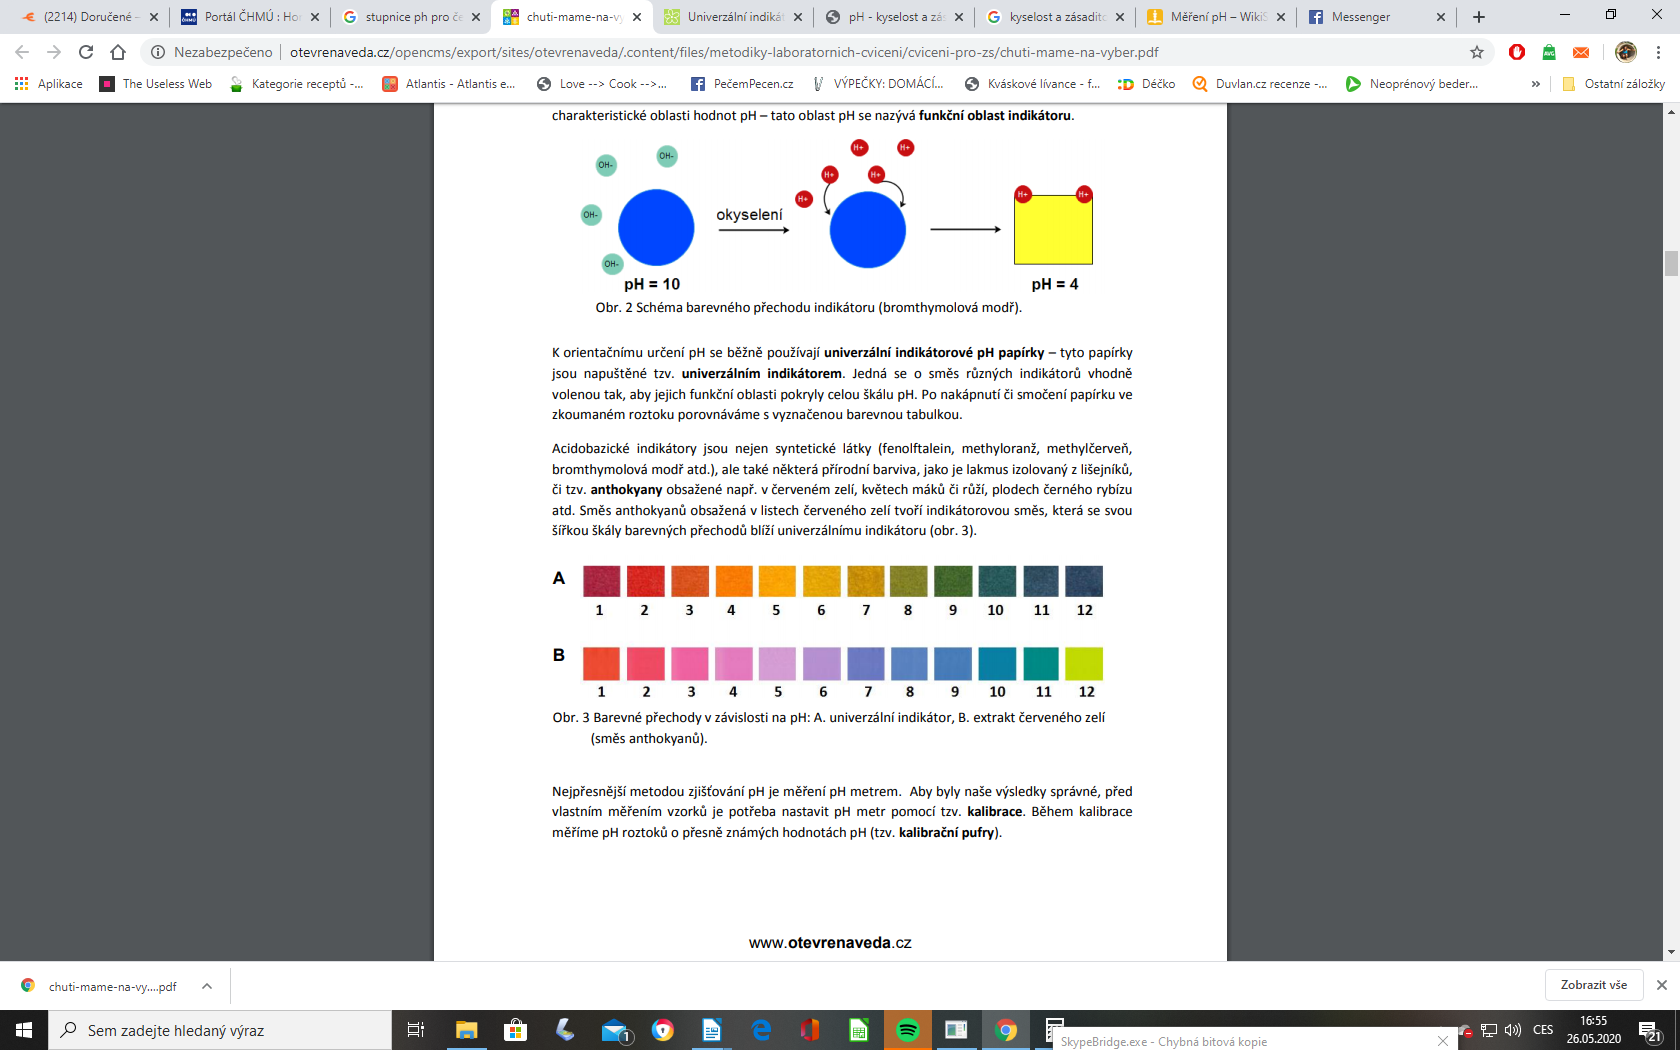 (2214) Doručené –
Portál ČHMÚ : Ho
stupnice ph pro če
chuti-mame-na-vy
Univerzální indiká
pH - kyselost a zás
kyselost a zásadito
Měření pH – WikiS
Messenger
Nezabezpečeno | otevrenaveda.cz/opencms/export/sites/otevrenaveda/.content/files/metodiky-laboratornich-cviceni/cviceni-pro-zs/chuti-mame-na-vyber.pdf
Aplikace The Useless Web Kategorie receptů -... Atlantis - Atlantis e... Love --> Cook -->... PečemPecen.cz VÝPEČKY: DOMÁCÍ... Kváskové lívance - f... :D Déčko Duvlan.cz recenze -... Neoprénový beder... » Ostatní záložky
charakteristické oblasti hodnot pH – tato oblast pH se nazývá funkční oblast indikátoru.
OH- OH- OH- OH-
okyselení
H+ H+ H+ H+ H+
H+ H+
pH = 10
pH = 4
Obr. 2 Schéma barevného přechodu indikátoru (bromthymolová modř).
K orientačnímu určení pH se běžně používají univerzální indikátorové pH papírky – tyto papírky
jsou napuštěné tzv. univerzálním indikátorem. Jedná se o směs různých indikátorů vhodně
volenou tak, aby jejich funkční oblasti pokryly celou škálu pH. Po nakápnutí či smočení papírku ve
zkoumaném roztoku porovnáváme s vyznačenou barevnou tabulkou.
Acidobazické indikátory jsou nejen syntetické látky (fenolftalein, methyloranž, methylčerveň,
bromthymolová modř atd.), ale také některá přírodní barviva, jako je lakmus izolovaný z lišejníků,
či tzv. anthokyany obsažené např. v červeném zelí, květech máků či růží, plodech černého rybízu
atd. Směs anthokyanů obsažená v listech červeného zelí tvoří indikátorovou směs, která se svou
šířkou škály barevných přechodů blíží univerzálnímu indikátoru (obr. 3).
A
1 2 3 4 5 6 7 8 9 10 11 12
B
1 2 3 4 5 6 7 8 9 10 11 12
Obr. 3 Barevné přechody v závislosti na pH: A. univerzální indikátor, B. extrakt červeného zelí
(směs anthokyanů).
Nejpřesnější metodou zjišťování pH je měření pH metrem. Aby byly naše výsledky správné, před
vlastním měřením vzorků je potřeba nastavit pH metr pomocí tzv. kalibrace. Během kalibrace
měříme pH roztoků o přesně známých hodnotách pH (tzv. kalibrační pufry).
www.otevrenaveda.cz
chuti-mame-na-vy....pdf
Zobrazit vše
Sem zadejte hledaný výraz
1
SkypeBridge.exe - Chybná bitová kopie
CES
16:55
26.05.2020
21